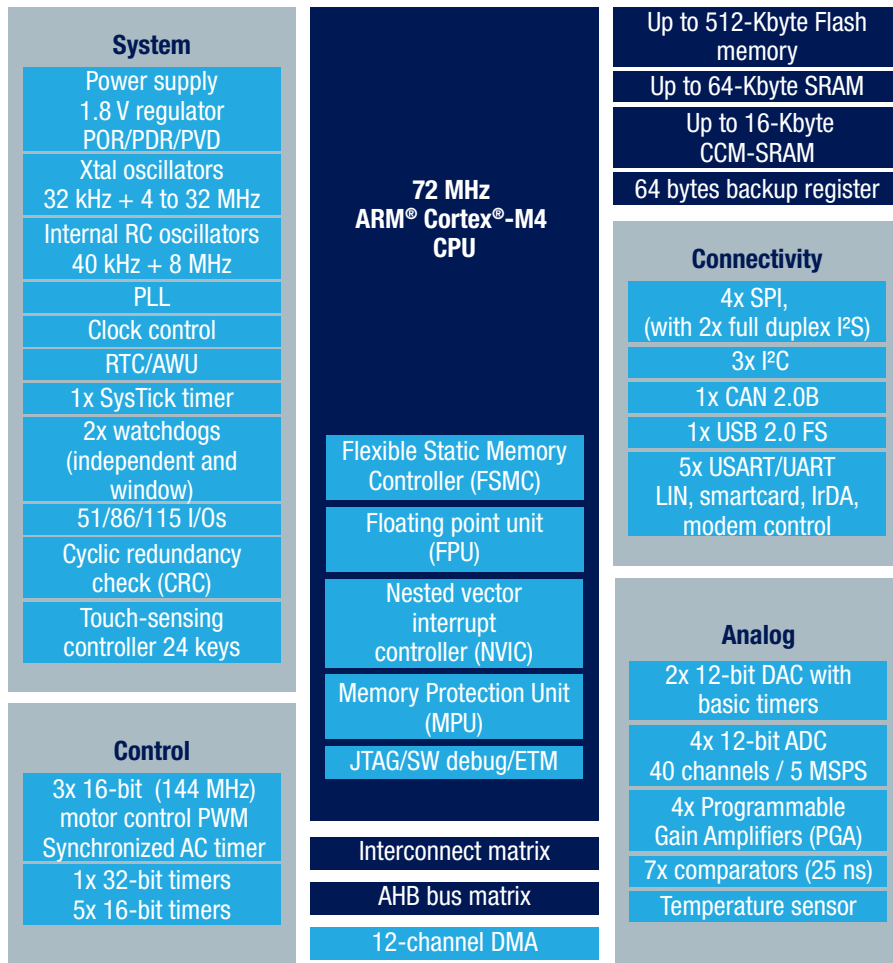 System
Power supply
1.8 V regulator
POR/PDR/PVD
Xtal oscillators
32 kHz + 4 to 32 MHz
Internal RC oscillators
40 kHz + 8 MHz
PLL
Clock control
RTC/AWU
1x SysTick timer
2x watchdogs
(independent and
window)
51/86/115 I/Os
Cyclic redundancy
check (CRC)
Touch-sensing
controller 24 keys
Control
3x 16-bit (144 MHz)
motor control PWM
Synchronized AC timer
1x 32-bit timers
5x 16-bit timers
72 MHz
ARM® Cortex®-M4
CPU
Flexible Static Memory
Controller (FSMC)
Floating point unit
(FPU)
Nested vector
interrupt
controller (NVIC)
Memory Protection Unit
(MPU)
JTAG/SW debug/ETM
Interconnect matrix
AHB bus matrix
12-channel DMA
Up to 512-Kbyte Flash
memory
Up to 64-Kbyte SRAM
Up to 16-Kbyte
CCM-SRAM
64 bytes backup register
Connectivity
4x SPI,
(with 2x full duplex I²S)
3x I²C
1x CAN 2.0B
1x USB 2.0 FS
5x USART/UART
LIN, smartcard, IrDA,
modem control
Analog
2x 12-bit DAC with
basic timers
4x 12-bit ADC
40 channels / 5 MSPS
4x Programmable
Gain Amplifiers (PGA)
7x comparators (25 ns)
Temperature sensor